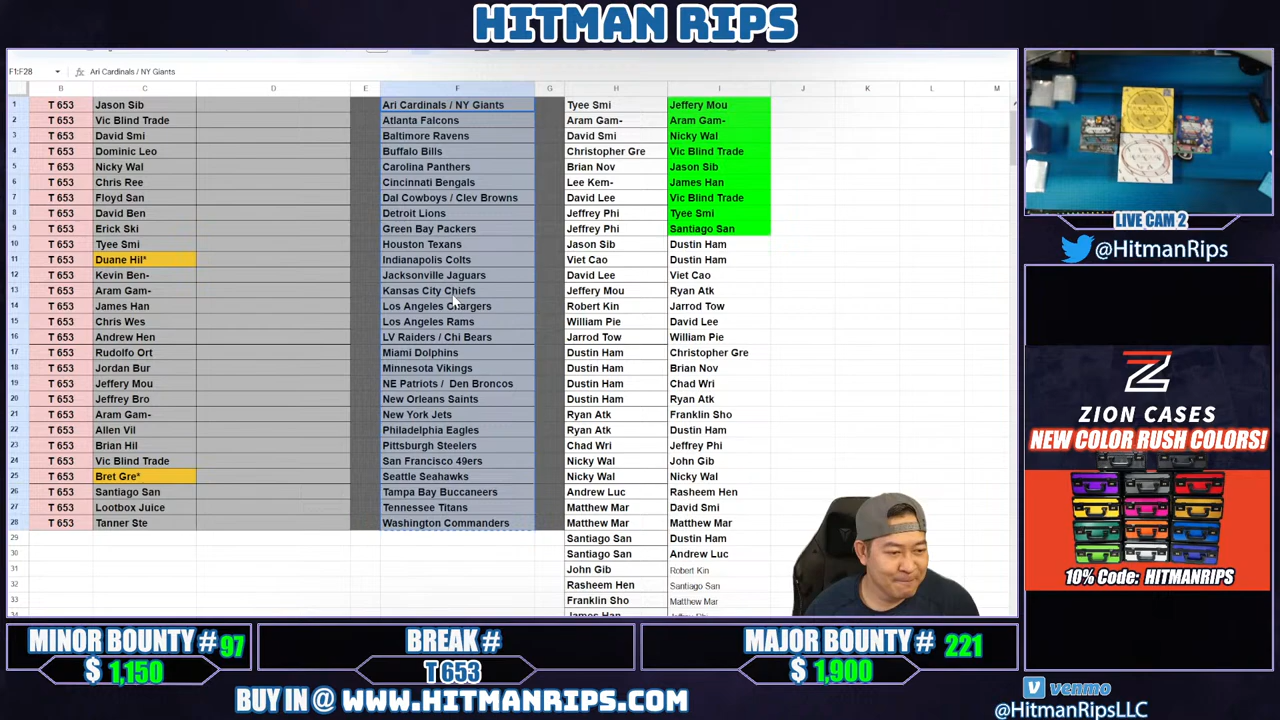 HITMAN RIPS
F1:F28 fx Ari Cardinals / NY Giants
B C D E F G H I J K L M
1 T 653 Jason Sib Ari Cardinals / NY Giants Tyee Smi Jeffery Mou
2 T 653 Vic Blind Trade Atlanta Falcons Aram Gam- Aram Gam-
3 T 653 David Smi Baltimore Ravens David Smi Nicky Wal
4 T 653 Dominic Leo Buffalo Bills Christopher Gre Vic Blind Trade
5 T 653 Nicky Wal Carolina Panthers Brian Nov Jason Sib
6 T 653 Chris Ree Cincinnati Bengals Lee Kem- James Han
7 T 653 Floyd San Dal Cowboys / Clev Browns David Lee Vic Blind Trade
8 T 653 David Ben Detroit Lions Jeffrey Phi Tyee Smi
9 T 653 Erick Ski Green Bay Packers Jeffrey Phi Santiago San
10 T 653 Tyee Smi Houston Texans Jason Sib Dustin Ham
11 T 653 Duane Hil* Indianapolis Colts Viet Cao Dustin Ham
12 T 653 Kevin Ben- Jacksonville Jaguars David Lee Viet Cao
13 T 653 Aram Gam- Kansas City Chiefs Jeffery Mou Ryan Atk
14 T 653 James Han Los Angeles Chargers Robert Kin Jarrod Tow
15 T 653 Chris Wes Los Angeles Rams William Pie David Lee
16 T 653 Andrew Hen LV Raiders / Chi Bears Jarrod Tow William Pie
17 T 653 Rudolfo Ort Miami Dolphins Dustin Ham Christopher Gre
18 T 653 Jordan Bur Minnesota Vikings Dustin Ham Brian Nov
19 T 653 Jeffery Mou NE Patriots / Den Broncos Dustin Ham Chad Wri
20 T 653 Jeffrey Bro New Orleans Saints Dustin Ham Ryan Atk
21 T 653 Aram Gam- New York Jets Ryan Atk Franklin Sho
22 T 653 Allen Vil Philadelphia Eagles Ryan Atk Dustin Ham
23 T 653 Brian Hil Pittsburgh Steelers Chad Wri Jeffrey Phi
24 T 653 Vic Blind Trade San Francisco 49ers Nicky Wal John Gib
25 T 653 Bret Gre* Seattle Seahawks Nicky Wal Nicky Wal
26 T 653 Santiago San Tampa Bay Buccaneers Andrew Luc Rasheem Hen
27 T 653 Lootbox Juice Tennessee Titans Matthew Mar David Smi
28 T 653 Tanner Ste Washington Commanders Matthew Mar Matthew Mar
29 Santiago San Dustin Ham
30 Santiago San Andrew Luc
31 John Gib Robert Kin
32 Rasheem Hen Santiago San
33 Franklin Sho Matthew Mar
James Han
LIVE CAM 2
@HitmanRips
Z
ZION CASES
NEW COLOR RUSH COLORS!
10% Code: HITMANRIPS
MINOR BOUNTY # 97
$ 1,150
BREAK #
T 653
MAJOR BOUNTY # 221
$ 1,900
BUY IN @ WWW.HITMANRIPS.COM
V venmo
@HitmanRipsLLC